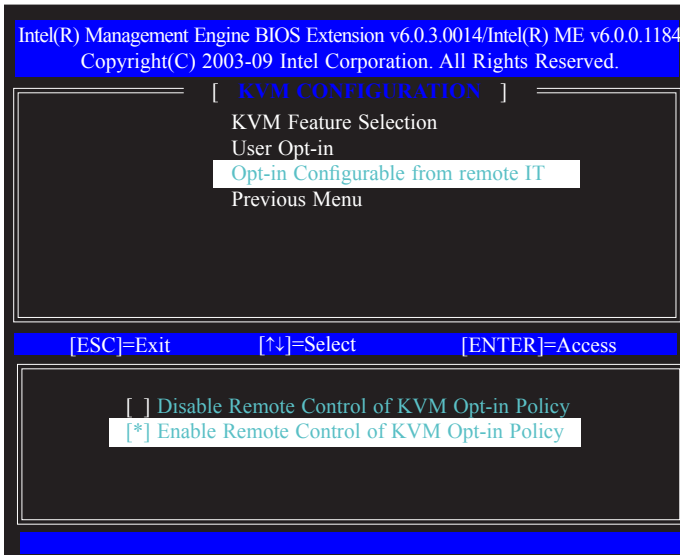 Intel(R) Management Engine BIOS Extension v6.0.3.0014/Intel(R) ME v6.0.0.1184
Copyright(C) 2003-09 Intel Corporation. All Rights Reserved.
[ KVM CONFIGURATION ]
KVM Feature Selection
User Opt-in
Opt-in Configurable from remote IT
Previous Menu
[ESC]=Exit [↑↓]=Select [ENTER]=Access
[ ] Disable Remote Control of KVM Opt-in Policy
[*] Enable Remote Control of KVM Opt-in Policy